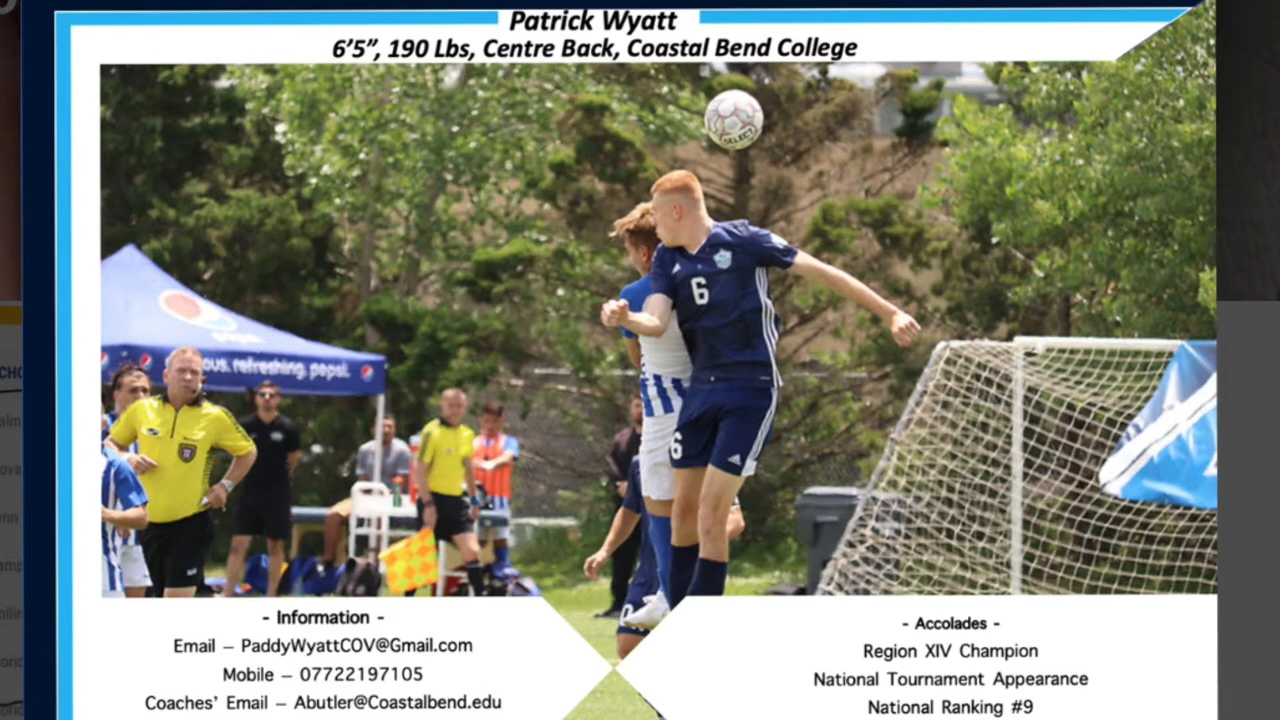 Patrick Wyatt
6'5", 190 Lbs, Centre Back, Coastal Bend College
SELECT
6
pepsi
ous. refreshing. pepsi.
6
- Information -
Email – PaddyWyattCOV@Gmail.com
Mobile – 07722197105
Coaches' Email – Abutler@Coastalbend.edu
- Accolades -
Region XIV Champion
National Tournament Appearance
National Ranking #9